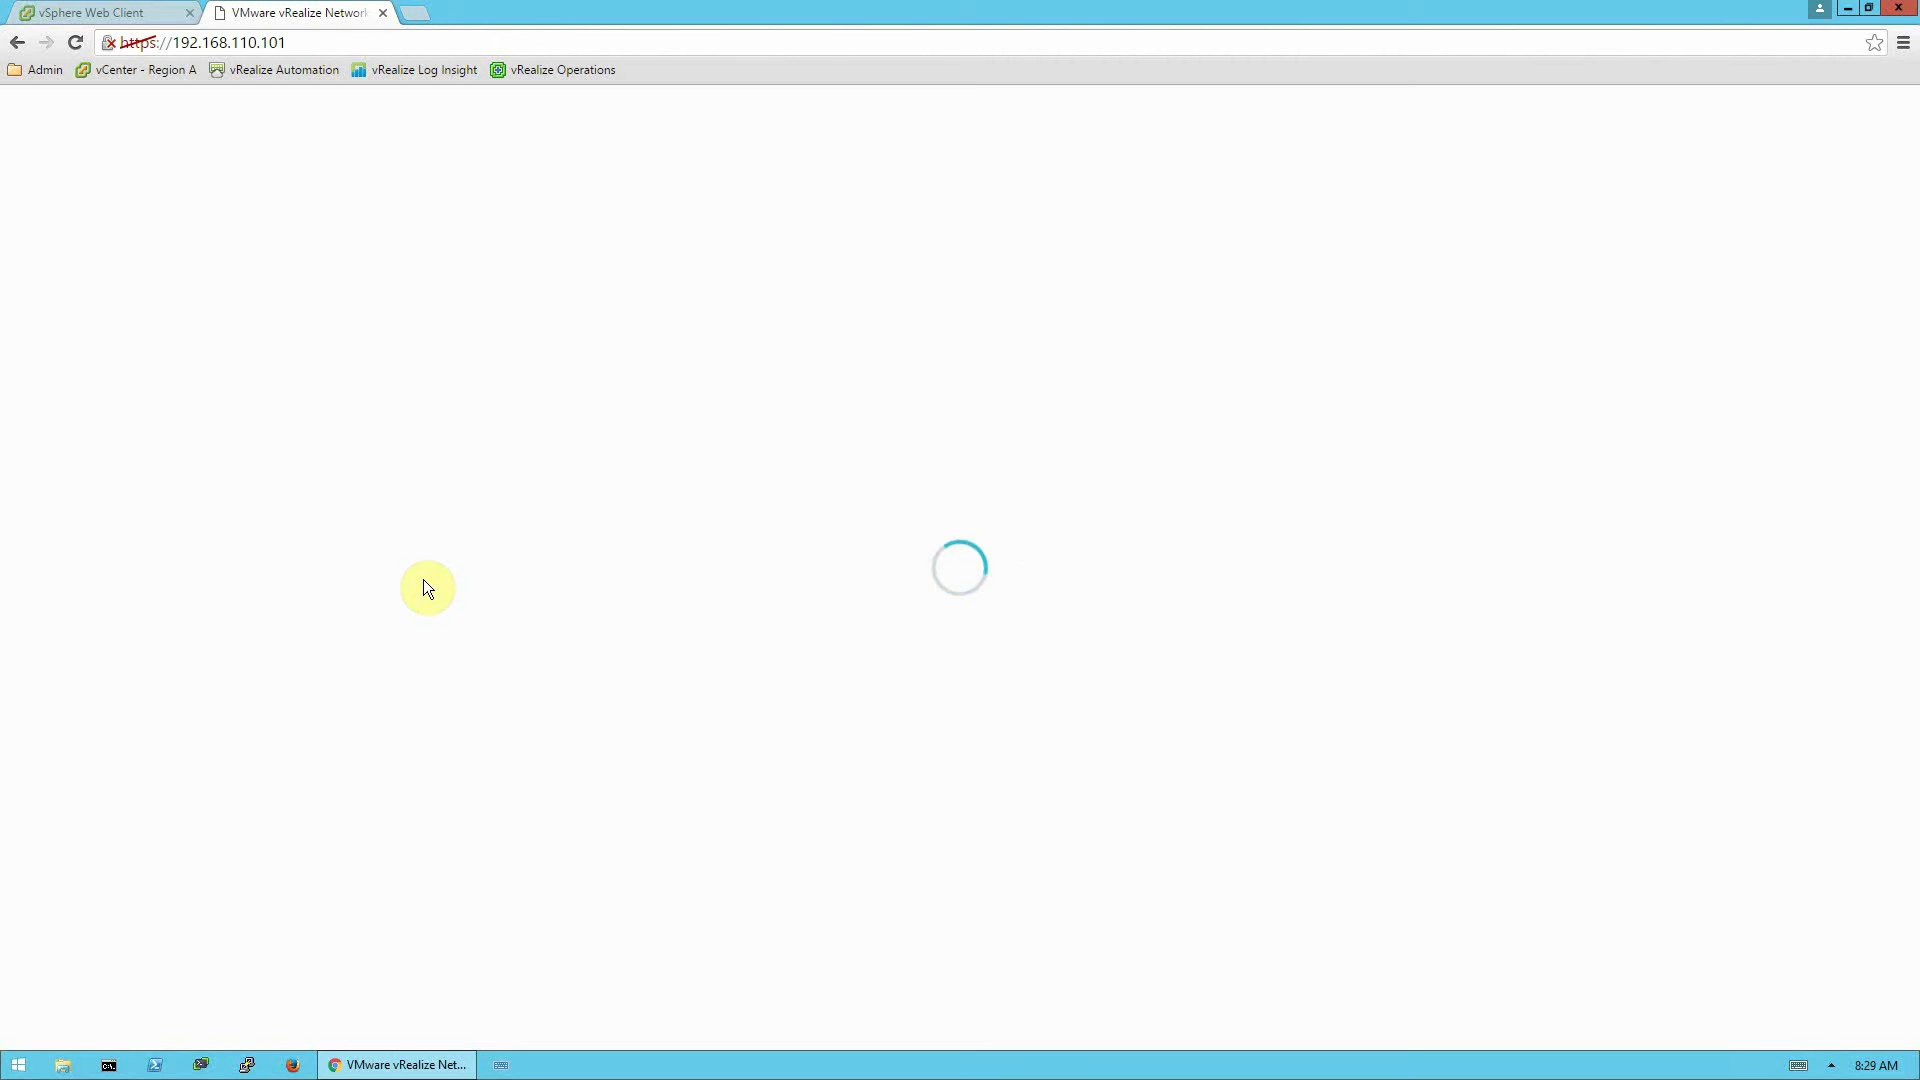 vSphere Web Client
VMware vRealize Network
https://192.168.110.101
Admin
vCenter - Region A
vRealize Automation
vRealize Log Insight
vRealize Operations
VMware vRealize Net...
8:29 AM